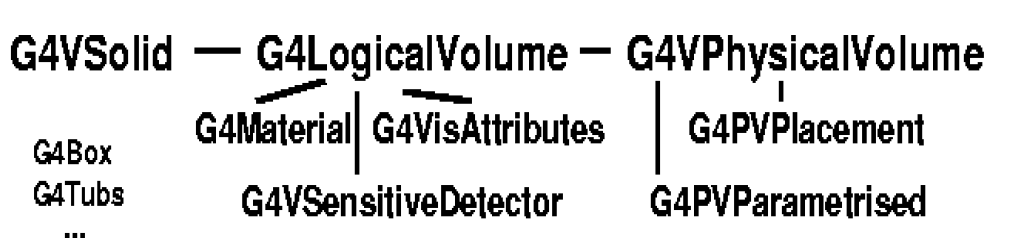 G4VSolid — G4LogicalVolume — G4VPhysicalVolume
G4Material G4VisAttributes G4PVPlacement
G4Box
G4Tubs
G4VSensitiveDetector G4PVParametrised
...